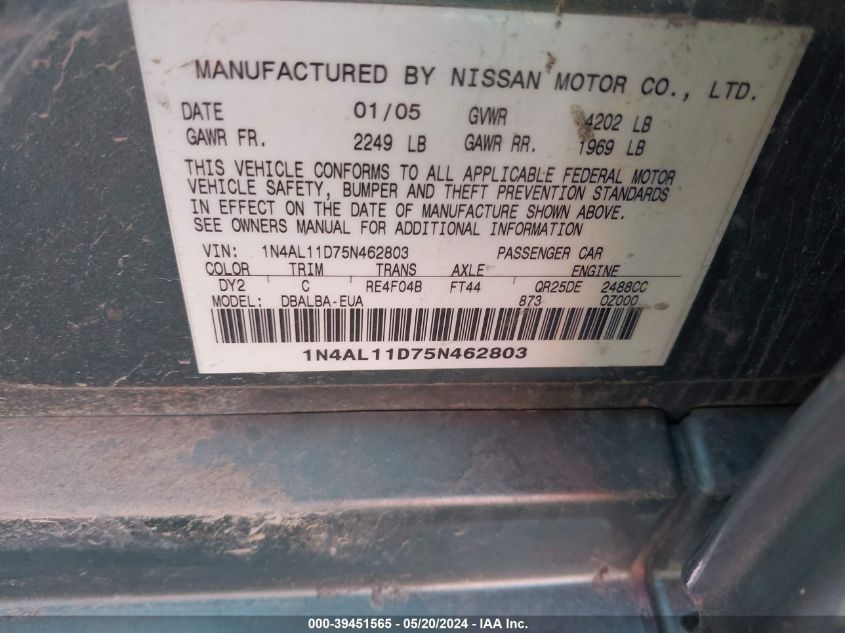 MANUFACTURED BY NISSAN MOTOR CO., LTD.
DATE 01/05 GVWR 4202 LB
GAWR FR. 2249 LB GAWR RR. 1969 LB
THIS VEHICLE CONFORMS TO ALL APPLICABLE FEDERAL MOTOR
VEHICLE SAFETY, BUMPER AND THEFT PREVENTION STANDARDS
IN EFFECT ON THE DATE OF MANUFACTURE SHOWN ABOVE.
SEE OWNERS MANUAL FOR ADDITIONAL INFORMATION
VIN: 1N4AL11D75N462803 PASSENGER CAR
COLOR TRIM TRANS AXLE ENGINE
DY2 C RE4F04B FT44 QR25DE 2488CC
MODEL: DBALBA-EUA 873 0Z000
1N4AL11D75N462803
000-39451565 - 05/20/2024 - IAA Inc.